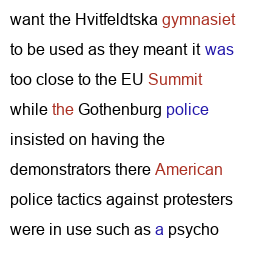 want the Hvitfeldtska gymnasiet
to be used as they meant it was
too close to the EU Summit
while the Gothenburg police
insisted on having the
demonstrators there American
police tactics against protesters
were in use such as a psycho